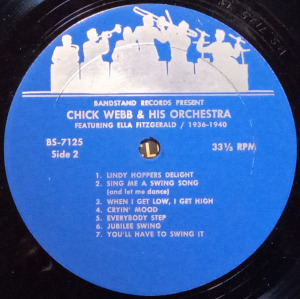 BANDSTAND RECORDS PRESENT
CHICK WEBB & HIS ORCHESTRA
FEATURING ELLA FITZGERALD / 1936-1940
BS-7125
Side 2
33⅓ RPM
1. LINDY HOPPERS DELIGHT
2. SING ME A SWING SONG
(and let me dance)
3. WHEN I GET LOW, I GET HIGH
4. CRYIN' MOOD
5. EVERYBODY STEP
6. JUBILEE SWING
7. YOU'LL HAVE TO SWING IT